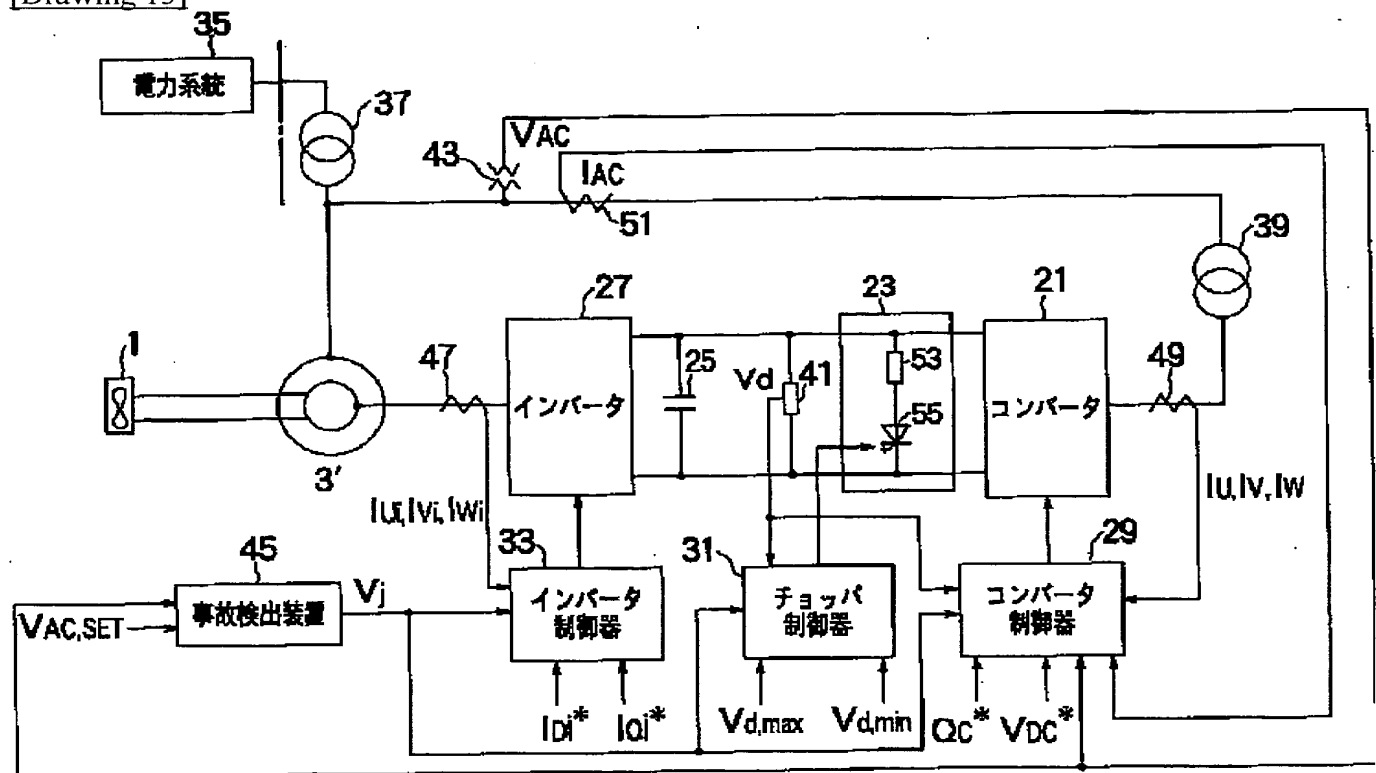 [Drawing 15]
35
電力系統
37
VAC
43
IAC
51
39
27
23
21
1
47
インバータ
25
Vd
41
53
55
コンバータ
49
3′
IUi,IVi,IWi
IU,IV,IW
45
Vj
33
31
29
事故検出装置
インバータ
制御器
チョッパ
制御器
コンバータ
制御器
VAC,SET
IDi*
IQi*
Vd,max
Vd,min
QC*
VDC*